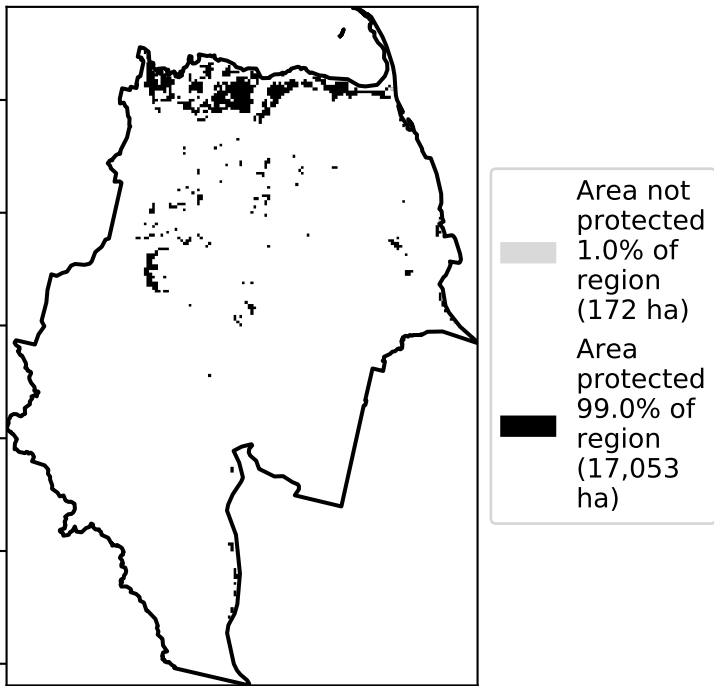 Area not
protected
1.0% of
region
(172 ha)
Area
protected
99.0% of
region
(17,053
ha)